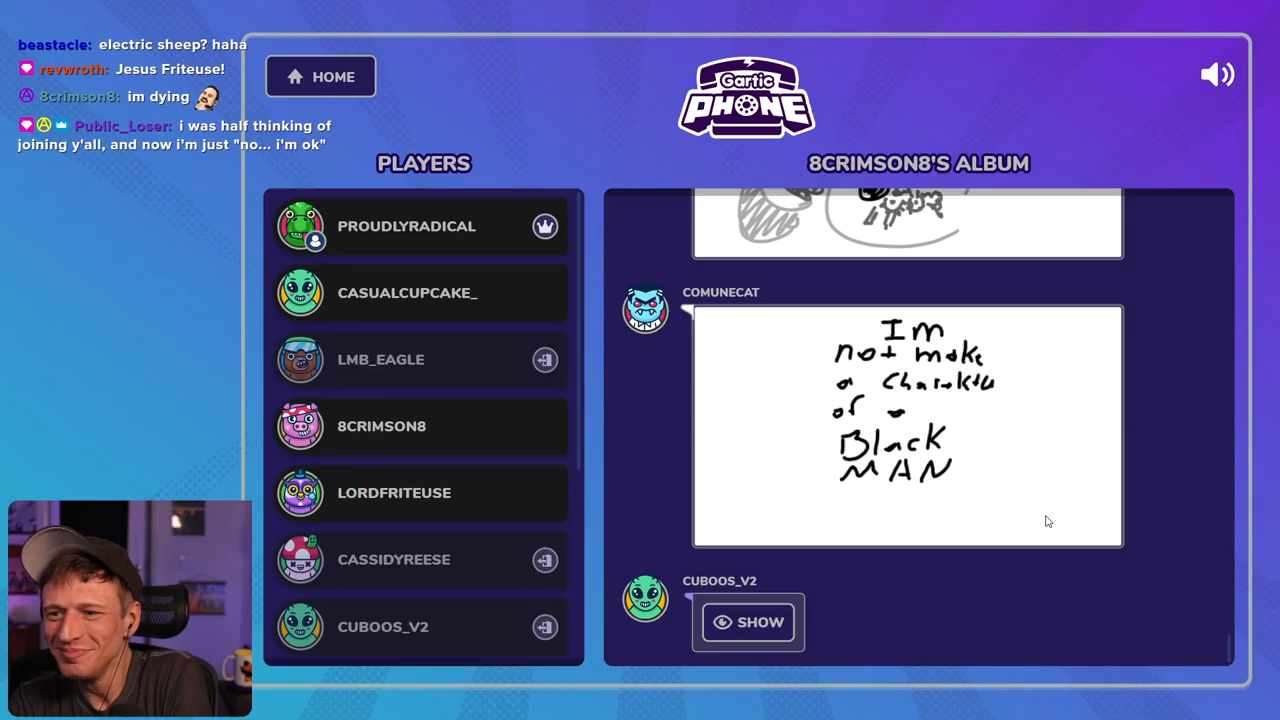 beastacle: electric sheep? haha
revwroth: Jesus Friteuse!
8crimson8: im dying
Public_Loser: i was half thinking of
joining y'all, and now i'm just "no... i'm ok"
HOME
Gartic
PHONE
PLAYERS
PROUDLYRADICAL
CASUALCUPCAKE_
LMB_EAGLE
8CRIMSON8
LORDFRITEUSE
CASSIDYREESE
CUBOOS_V2
8CRIMSON8'S ALBUM
COMUNECAT
Im
not make
a
of a
Black
MAN
CUBOOS_V2
SHOW